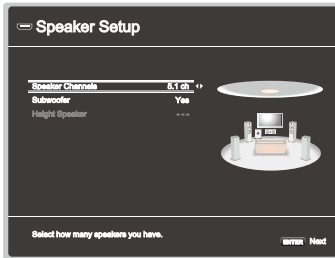 Speaker Setup
Speaker Channels 5.1 ch
Subwoofer Yes
Height Speaker ---
Select how many speakers you have.
ENTER Next